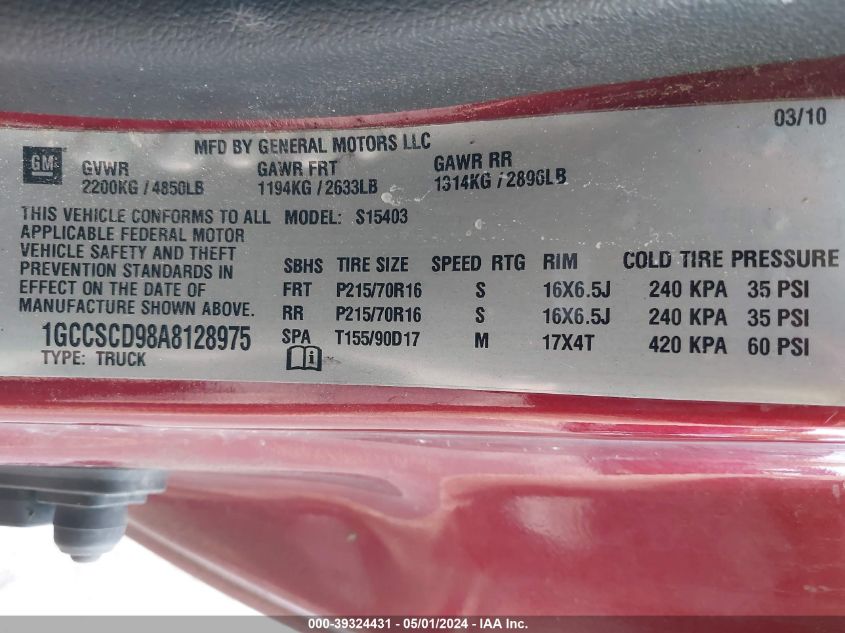 03/10
MFD BY GENERAL MOTORS LLC
GM
GVWR GAWR FRT GAWR RR
2200KG / 4850LB 1194KG / 2633LB 1314KG / 2896LB
THIS VEHICLE CONFORMS TO ALL MODEL: S15403
APPLICABLE FEDERAL MOTOR
VEHICLE SAFETY AND THEFT
PREVENTION STANDARDS IN
EFFECT ON THE DATE OF
MANUFACTURE SHOWN ABOVE.
SBHS TIRE SIZE SPEED RTG RIM COLD TIRE PRESSURE
FRT P215/70R16 S 16X6.5J 240 KPA 35 PSI
RR P215/70R16 S 16X6.5J 240 KPA 35 PSI
SPA T155/90D17 M 17X4T 420 KPA 60 PSI
1GCCSCD98A8128975
TYPE: TRUCK
000-39324431 - 05/01/2024 - IAA Inc.